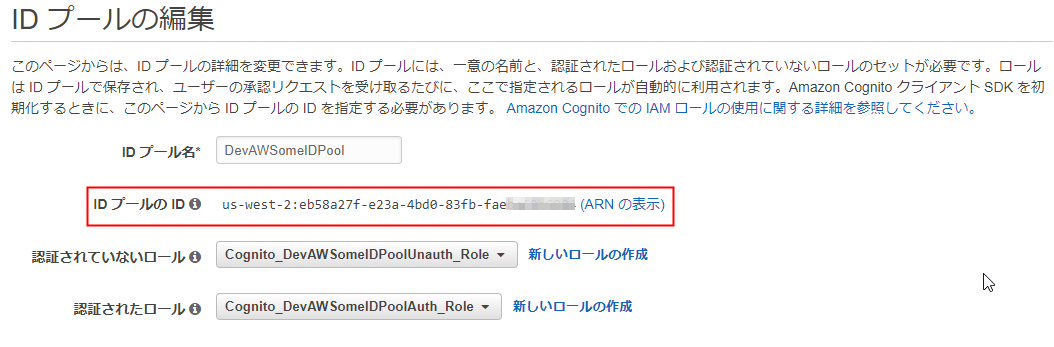 ID プールの編集
このページからは、ID プールの詳細を変更できます。ID プールには、一意の名前と、認証されたロールおよび認証されていないロールのセットが必要です。ロール
は ID プールで保存され、ユーザーの承認リクエストを受け取るたびに、ここで指定されるロールが自動的に利用されます。Amazon Cognito クライアント SDK を初
期化するときに、このページから ID プールの ID を指定する必要があります。 Amazon Cognito での IAM ロールの使用に関する詳細を参照してください。
ID プール名* DevAWSomeIDPool
ID プールの ID us-west-2:eb58a27f-e23a-4bd0-83fb-fae (ARN の表示)
認証されていないロール Cognito_DevAWSomeIDPoolUnauth_Role 新しいロールの作成
認証されたロール Cognito_DevAWSomeIDPoolAuth_Role 新しいロールの作成